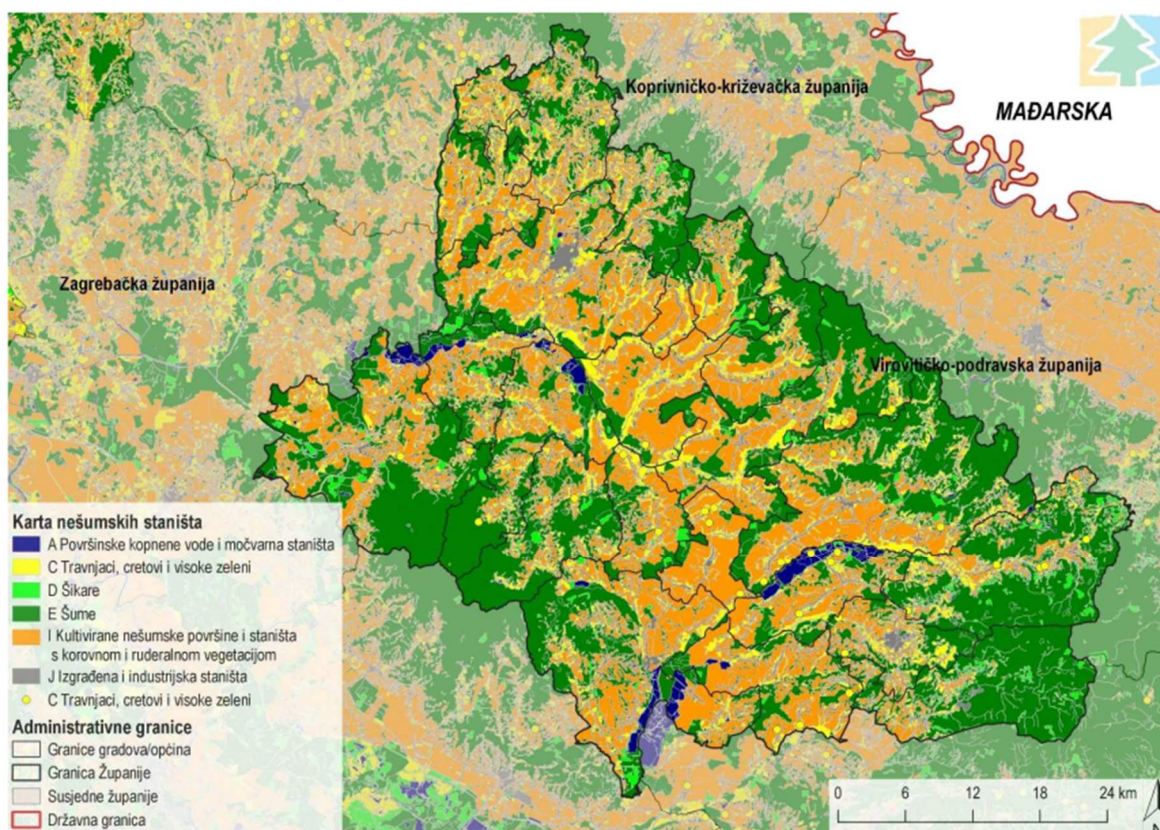 Koprivničko-križevačka županija
MAĐARSKA
Zagrebačka županija
Virovitičko-podravska županija
Karta nešumskih staništa
A Površinske kopnene vode i močvarna staništa
C Travnjaci, cretovi i visoke zeleni
D Šikare
E Šume
I Kultivirane nešumske površine i staništa
s korovnom i ruderalnom vegetacijom
J Izgrađena i industrijska staništa
C Travnjaci, cretovi i visoke zeleni
Administrativne granice
Granice gradova/općina
Granica Županije
Susjedne županije
Državna granica
0 6 12 18 24 km